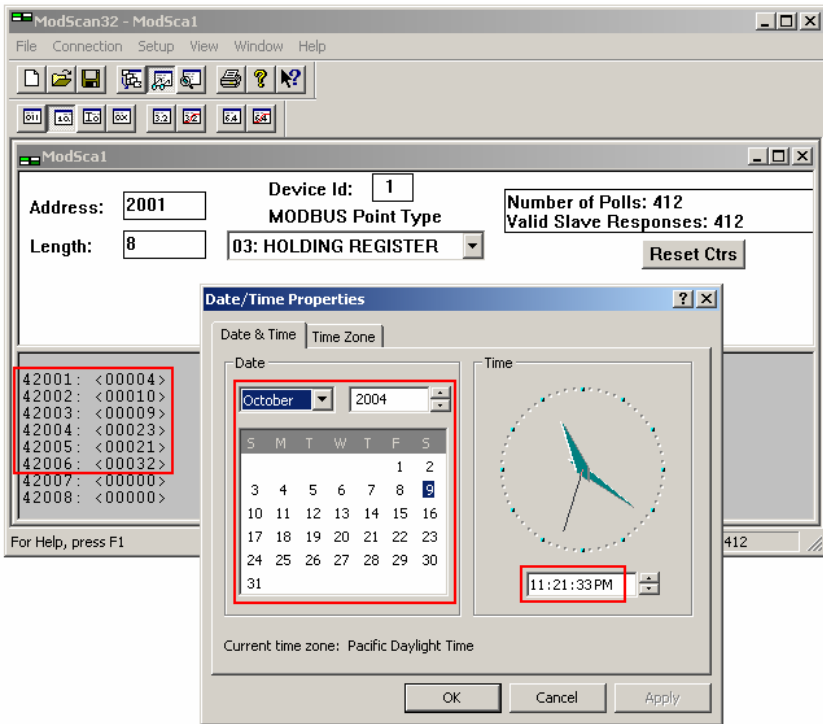 ModScan32 - ModSca1
File Connection Setup View Window Help
ModSca1
Address: 2001
Device Id: 1
MODBUS Point Type
Length: 8
03: HOLDING REGISTER
Number of Polls: 412
Valid Slave Responses: 412
Reset Ctrs
42001: <00004>
42002: <00010>
42003: <00009>
42004: <00023>
42005: <00021>
42006: <00032>
42007: <00000>
42008: <00000>
For Help, press F1
412
Date/Time Properties
Date & Time Time Zone
Date
October 2004
S M T W T F S
1 2
3 4 5 6 7 8 9
10 11 12 13 14 15 16
17 18 19 20 21 22 23
24 25 26 27 28 29 30
31
Time
11:21:33PM
Current time zone: Pacific Daylight Time
OK Cancel Apply